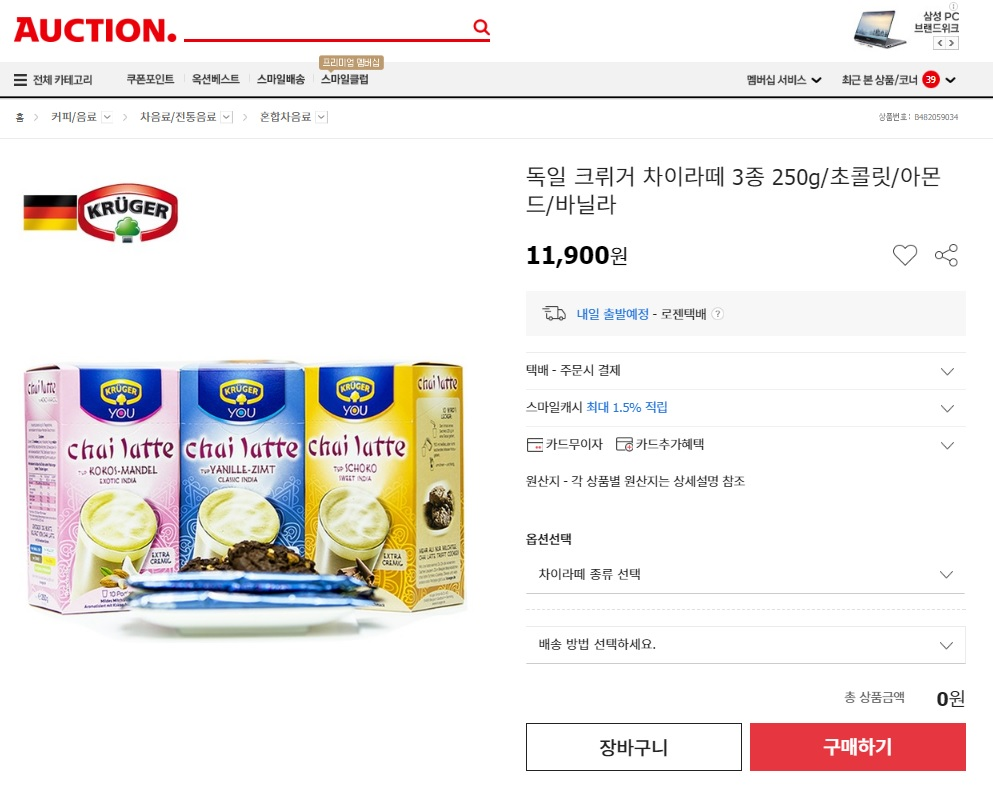 AUCTION.
삼성 PC
브랜드위크
프리미엄 멤버십
전체 카테고리 쿠폰포인트 옥션베스트 스마일배송 스마일클럽 멤버십 서비스 최근 본 상품/코너 39
홈 커피/음료 차음료/전통음료 혼합차음료 상품번호: B482059034
독일 크뤼거 차이라떼 3종 250g/초콜릿/아몬
드/바닐라
KRÜGER
11,900원
내일 출발예정 - 로젠택배 ?
택배 - 주문시 결제
스마일캐시 최대 1.5% 적립
카드무이자 카드추가혜택
원산지 - 각 상품별 원산지는 상세설명 참조
옵션선택
차이라떼 종류 선택
배송 방법 선택하세요.
총 상품금액 0원
장바구니 구매하기
chai latte
KRÜGER
YOU
chai latte
TYP KOKOS-MANDEL
EXOTIC INDIA
EXTRA
CREMIG
KRÜGER
YOU
chai latte
TYP VANILLE-ZIMT
CLASSIC INDIA
KRÜGER
YOU
chai latte
TYP SCHOKO
SWEET INDIA
EXTRA
CREMIG
chai latte